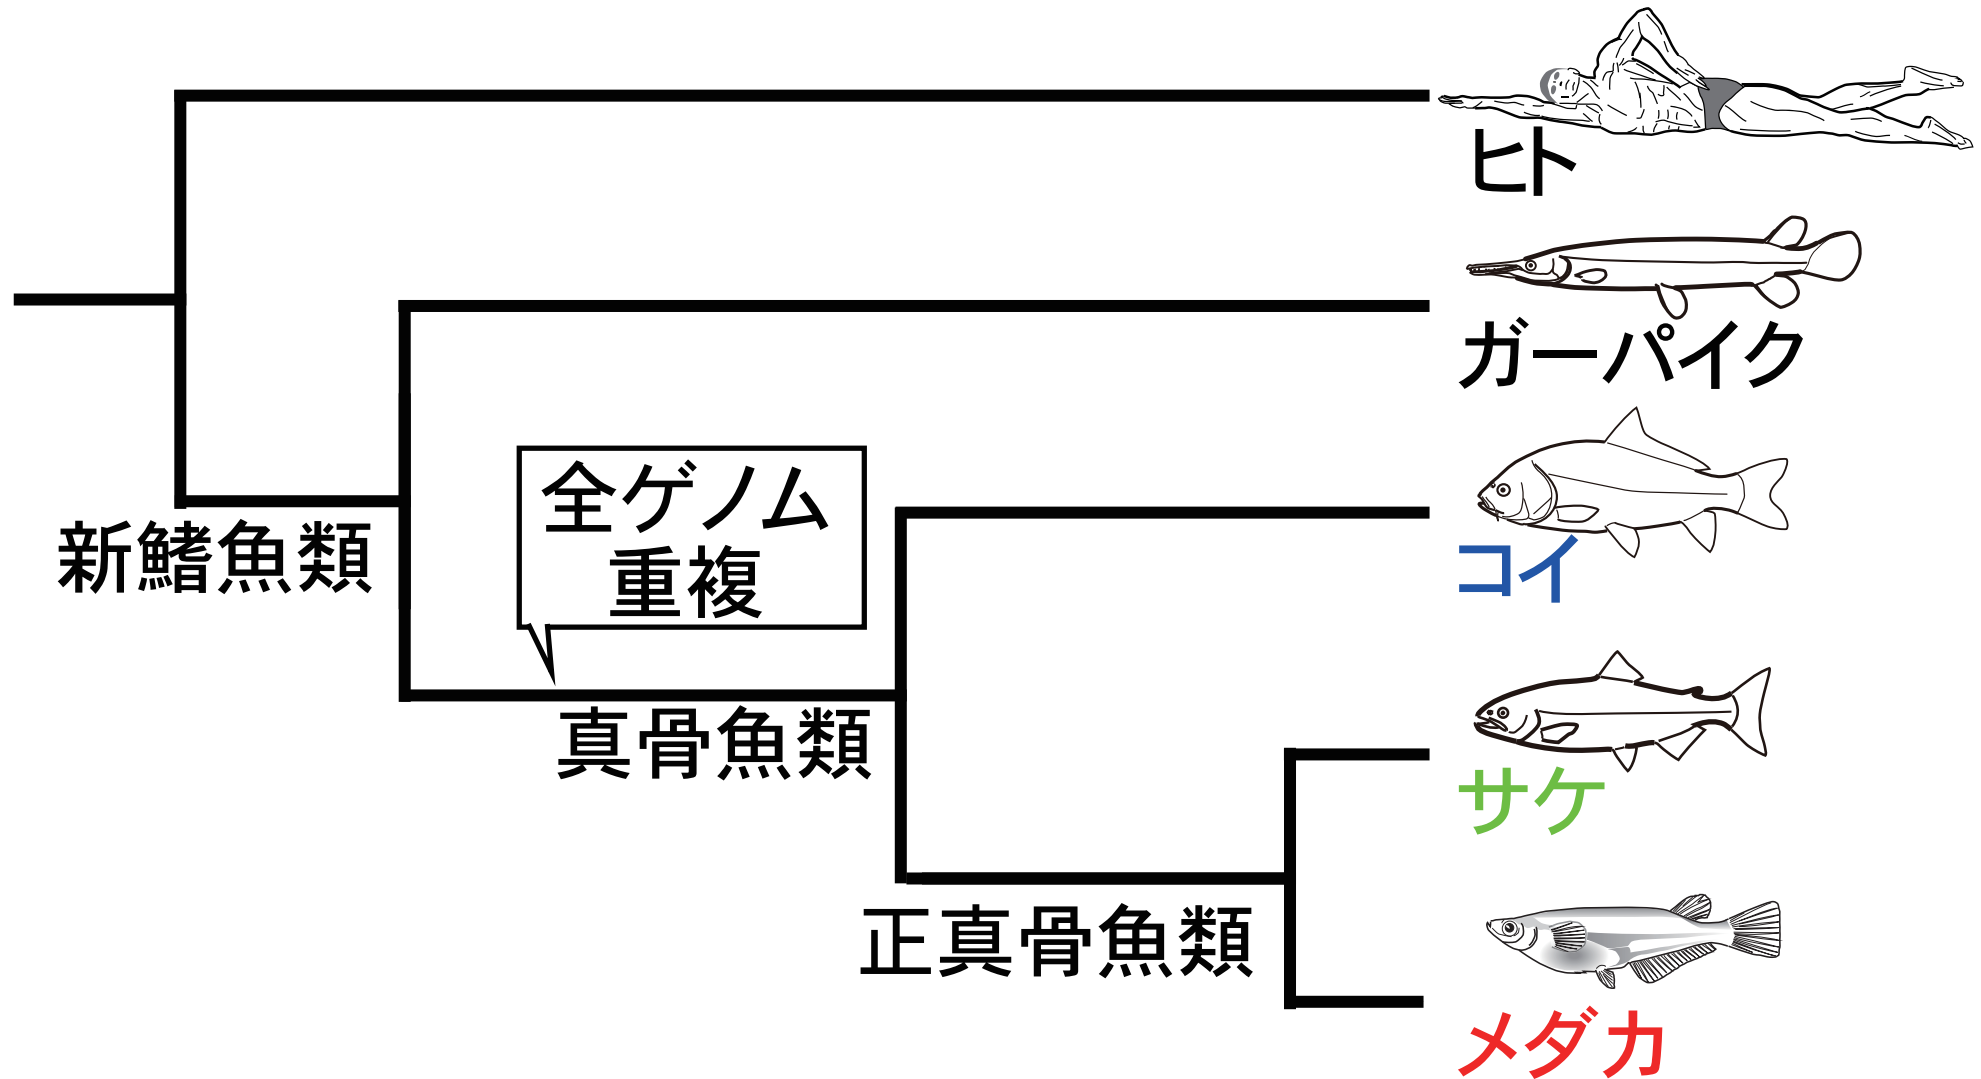 ヒト
ガーパイク
全ゲノム
重複
コイ
新鰭魚類
真骨魚類
サケ
正真骨魚類
メダカ